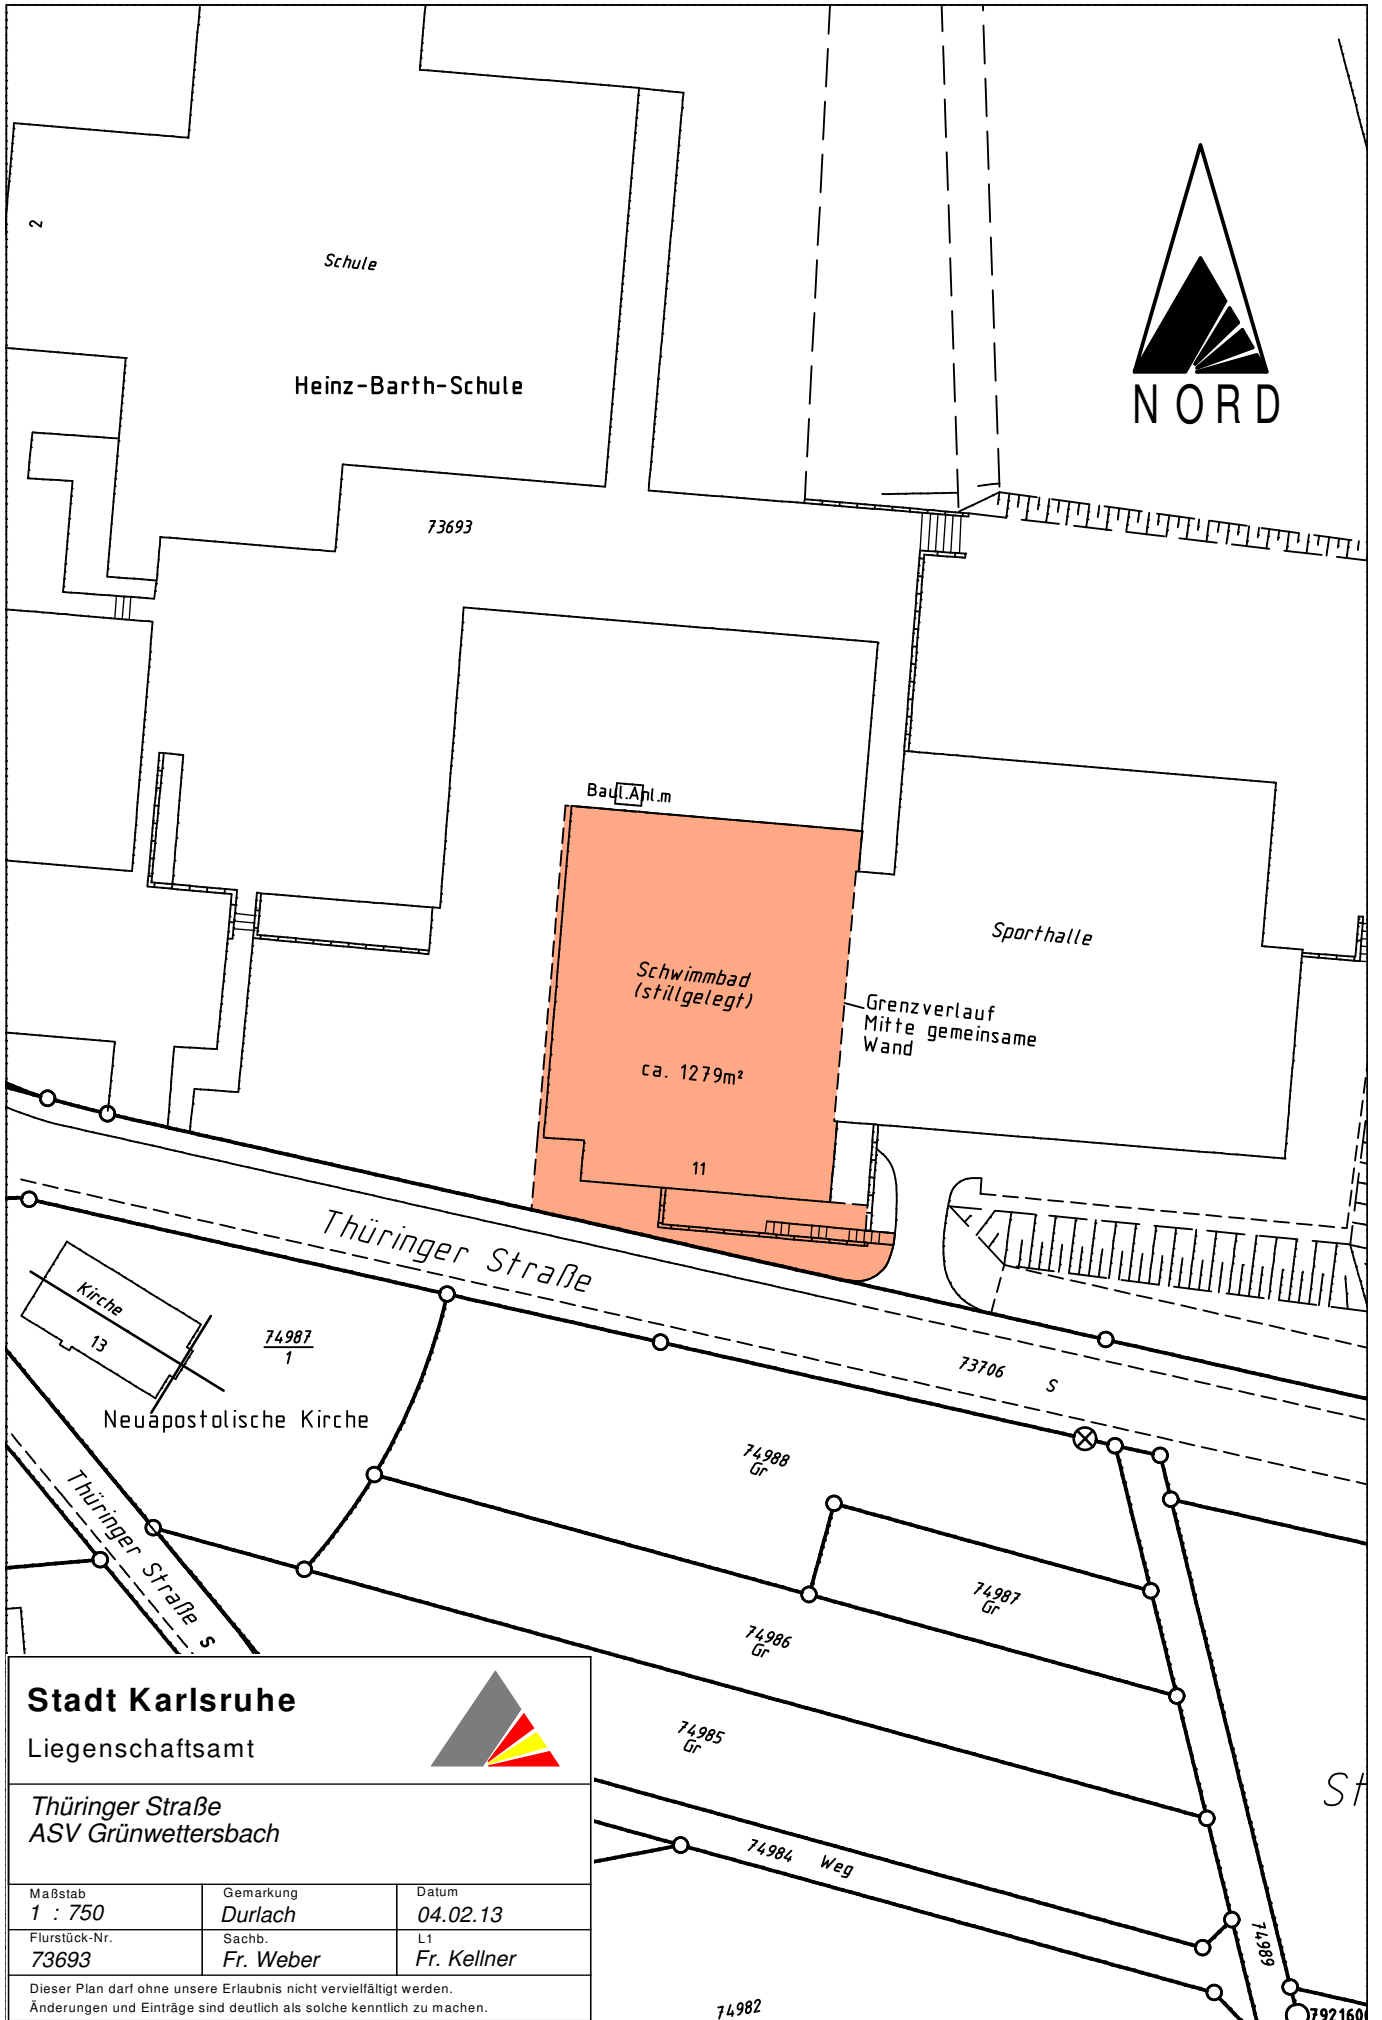 2
Schule
Heinz-Barth-Schule
NORD
73693
Baul.Anl.m
Schwimmbad
(stillgelegt)
ca. 1279m²
11
Sporthalle
Grenzverlauf
Mitte gemeinsame
Wand
Thüringer Straße
Kirche
13
74987
1
Neuapostolische Kirche
73706 S
74988
Gr
74987
Gr
74986
Gr
74985
Gr
Thüringer Straße S
74984 Weg
74989
74982
Stadt Karlsruhe
Liegenschaftsamt
Thüringer Straße
ASV Grünwettersbach
Maßstab
1 : 750
Gemarkung
Durlach
Datum
04.02.13
Flurstück-Nr.
73693
Sachb.
Fr. Weber
L1
Fr. Kellner
Dieser Plan darf ohne unsere Erlaubnis nicht vervielfältigt werden.
Änderungen und Einträge sind deutlich als solche kenntlich zu machen.